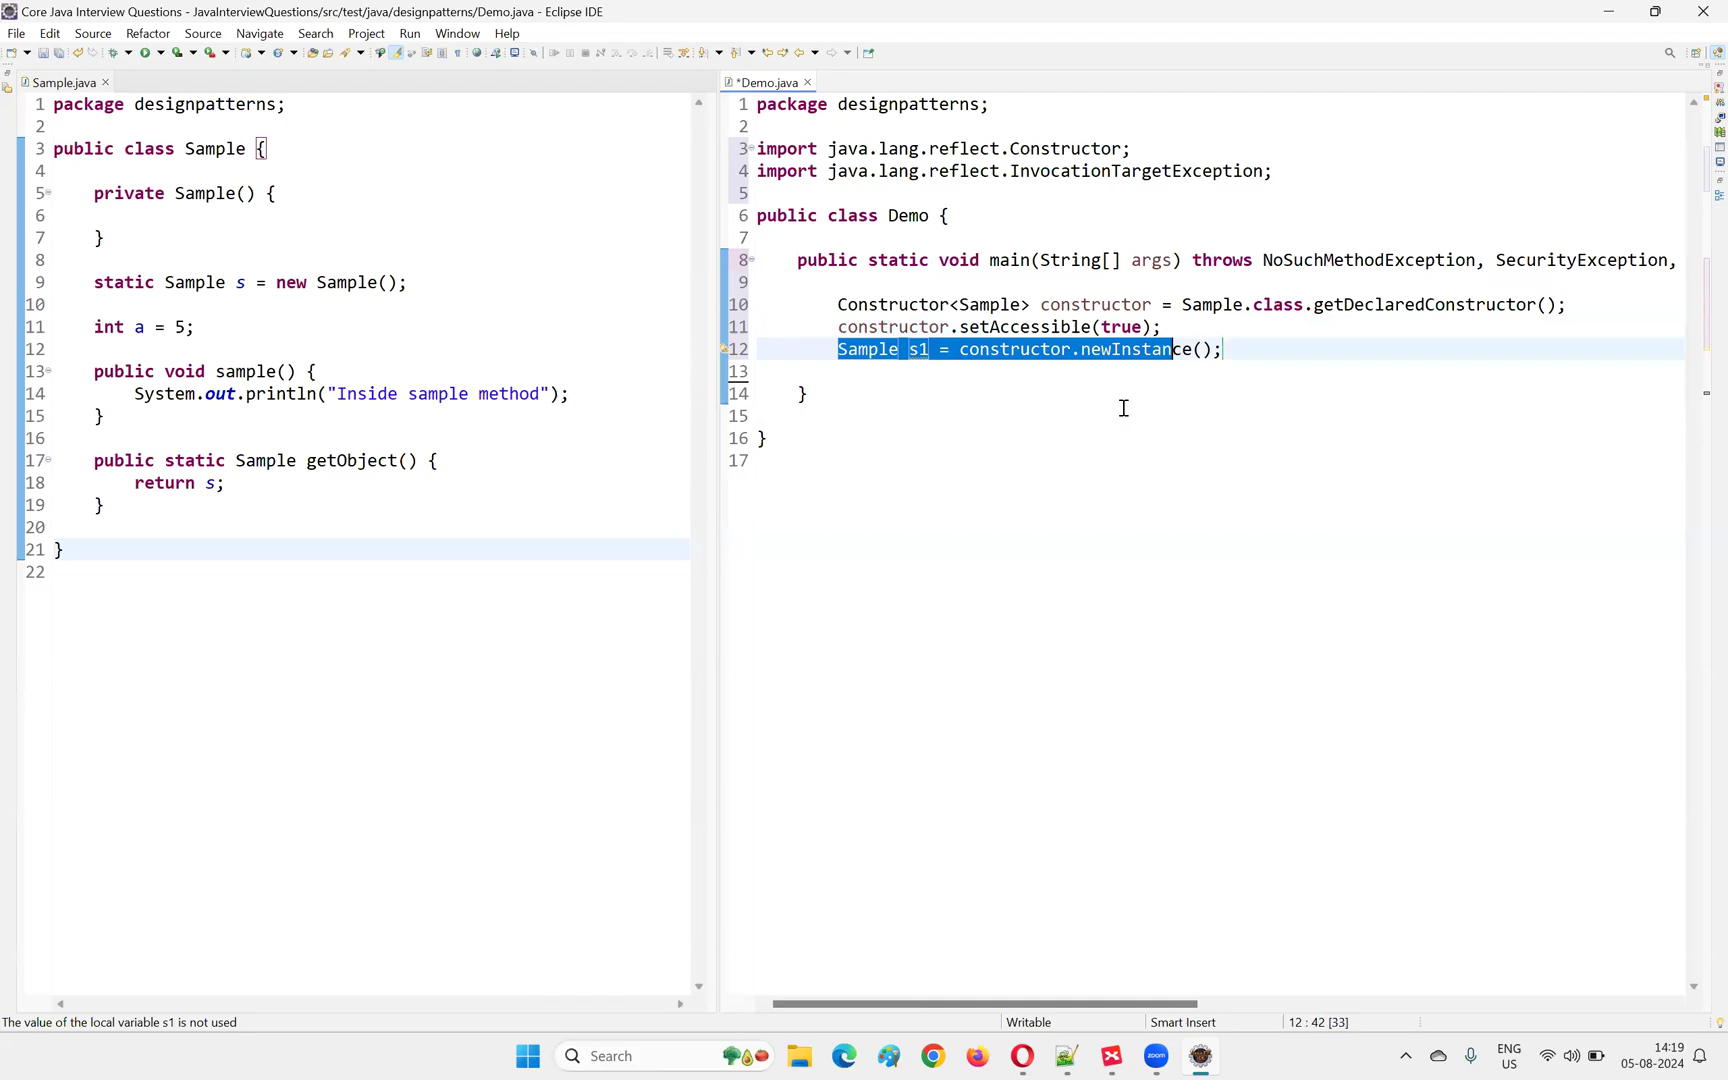 Core Java Interview Questions - JavaInterviewQuestions/src/test/java/designpatterns/Demo.java - Eclipse IDE
File Edit Source Refactor Source Navigate Search Project Run Window Help
Sample.java
1 package designpatterns;
2
3 public class Sample {
4
5 private Sample() {
6
7 }
8
9 static Sample s = new Sample();
10
11 int a = 5;
12
13 public void sample() {
14 System.out.println("Inside sample method");
15 }
16
17 public static Sample getObject() {
18 return s;
19 }
20
21 }
22
*Demo.java
1 package designpatterns;
2
3 import java.lang.reflect.Constructor;
4 import java.lang.reflect.InvocationTargetException;
5
6 public class Demo {
7
8 public static void main(String[] args) throws NoSuchMethodException, SecurityException,
9
10 Constructor<Sample> constructor = Sample.class.getDeclaredConstructor();
11 constructor.setAccessible(true);
12 Sample s1 = constructor.newInstance();
13
14 }
15
16 }
17
The value of the local variable s1 is not used
Writable
Smart Insert
12 : 42 [33]
Search
zoom
ENG
US
14:19
05-08-2024